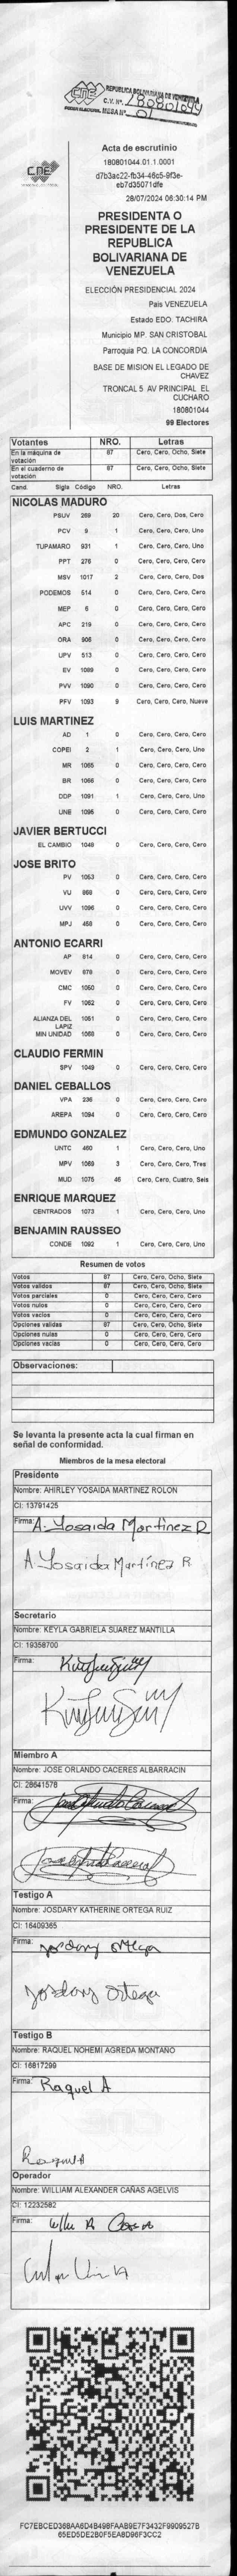 CNE
REPUBLICA BOLIVARIANA DE VENEZUELA
C.V. Nº. 180801044
MESA Nº. 01
CNE
Acta de escrutinio
180801044.01.1.0001
d7b3ac22-fb34-46c5-9f3e-
eb7d35071dfe
28/07/2024 06:30:14 PM
PRESIDENTA O
PRESIDENTE DE LA
REPUBLICA
BOLIVARIANA DE
VENEZUELA
ELECCIÓN PRESIDENCIAL 2024
Pais VENEZUELA
Estado EDO. TACHIRA
Municipio MP. SAN CRISTOBAL
Parroquia PQ. LA CONCORDIA
BASE DE MISION EL LEGADO DE
CHAVEZ
TRONCAL 5 AV PRINCIPAL EL
CUCHARO
180801044
99 Electores
Votantes NRO. Letras
En la máquina de votación 87 Cero, Cero, Ocho, Siete
En el cuaderno de votación 87 Cero, Cero, Ocho, Siete
Cand. Sigla Código NRO. Letras
NICOLAS MADURO
PSUV 269 20 Cero, Cero, Dos, Cero
PCV 9 1 Cero, Cero, Cero, Uno
TUPAMARO 931 1 Cero, Cero, Cero, Uno
PPT 276 0 Cero, Cero, Cero, Cero
MSV 1017 2 Cero, Cero, Cero, Dos
PODEMOS 514 0 Cero, Cero, Cero, Cero
MEP 6 0 Cero, Cero, Cero, Cero
APC 219 0 Cero, Cero, Cero, Cero
ORA 906 0 Cero, Cero, Cero, Cero
UPV 513 0 Cero, Cero, Cero, Cero
EV 1089 0 Cero, Cero, Cero, Cero
PVV 1090 0 Cero, Cero, Cero, Cero
PFV 1093 9 Cero, Cero, Cero, Nueve
LUIS MARTINEZ
AD 1 0 Cero, Cero, Cero, Cero
COPEI 2 1 Cero, Cero, Cero, Uno
MR 1065 0 Cero, Cero, Cero, Cero
BR 1066 0 Cero, Cero, Cero, Cero
DDP 1091 1 Cero, Cero, Cero, Uno
UNE 1095 0 Cero, Cero, Cero, Cero
JAVIER BERTUCCI
EL CAMBIO 1048 0 Cero, Cero, Cero, Cero
JOSE BRITO
PV 1053 0 Cero, Cero, Cero, Cero
VU 868 0 Cero, Cero, Cero, Cero
UVV 1096 0 Cero, Cero, Cero, Cero
MPJ 458 0 Cero, Cero, Cero, Cero
ANTONIO ECARRI
AP 814 0 Cero, Cero, Cero, Cero
MOVEV 878 0 Cero, Cero, Cero, Cero
CMC 1050 0 Cero, Cero, Cero, Cero
FV 1052 0 Cero, Cero, Cero, Cero
ALIANZA DEL LAPIZ 1051 0 Cero, Cero, Cero, Cero
MIN UNIDAD 1068 0 Cero, Cero, Cero, Cero
CLAUDIO FERMIN
SPV 1049 0 Cero, Cero, Cero, Cero
DANIEL CEBALLOS
VPA 236 0 Cero, Cero, Cero, Cero
AREPA 1094 0 Cero, Cero, Cero, Cero
EDMUNDO GONZALEZ
UNTC 460 1 Cero, Cero, Cero, Uno
MPV 1069 3 Cero, Cero, Cero, Tres
MUD 1075 46 Cero, Cero, Cuatro, Seis
ENRIQUE MARQUEZ
CENTRADOS 1073 1 Cero, Cero, Cero, Uno
BENJAMIN RAUSSEO
CONDE 1092 1 Cero, Cero, Cero, Uno
Resumen de votos
Votos 87 Cero, Cero, Ocho, Siete
Votos validos 87 Cero, Cero, Ocho, Siete
Votos parciales 0 Cero, Cero, Cero, Cero
Votos nulos 0 Cero, Cero, Cero, Cero
Votos vacios 0 Cero, Cero, Cero, Cero
Opciones validas 87 Cero, Cero, Ocho, Siete
Opciones nulas 0 Cero, Cero, Cero, Cero
Opciones vacias 0 Cero, Cero, Cero, Cero
Observaciones:
Se levanta la presente acta la cual firman en
señal de conformidad.
Miembros de la mesa electoral
Presidente
Nombre: AHIRLEY YOSAIDA MARTINEZ ROLON
CI: 13791425
Firma: A. Yosaida Martínez R
A Yosaida Martínez R
Secretario
Nombre: KEYLA GABRIELA SUAREZ MANTILLA
CI: 19358700
Firma:
Miembro A
Nombre: JOSE ORLANDO CACERES ALBARRACIN
CI: 28641578
Firma:
Testigo A
Nombre: JOSDARY KATHERINE ORTEGA RUIZ
CI: 16409365
Firma: Josdary Ortega
Josdary Ortega
Testigo B
Nombre: RAQUEL NOHEMI AGREDA MONTANO
CI: 16817299
Firma: Raquel A
Raquel A
Operador
Nombre: WILLIAM ALEXANDER CAÑAS AGELVIS
CI: 12232582
Firma:
FC7EBCED36BAA6D4B498FAAB9E7F3432F9909527B
65ED5DE2B0F5EA8D96F3CC2